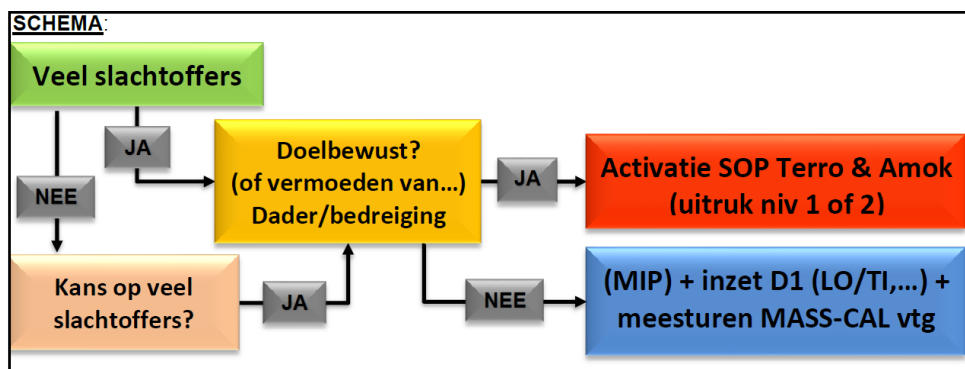 SCHEMA:
Veel slachtoffers
JA
NEE
Doelbewust?
(of vermoeden van...)
Dader/bedreiging
JA
Activatie SOP Terro & Amok
(uitruk niv 1 of 2)
Kans op veel
slachtoffers?
JA
NEE
(MIP) + inzet D1 (LO/TI,...) +
meesturen MASS-CAL vtg